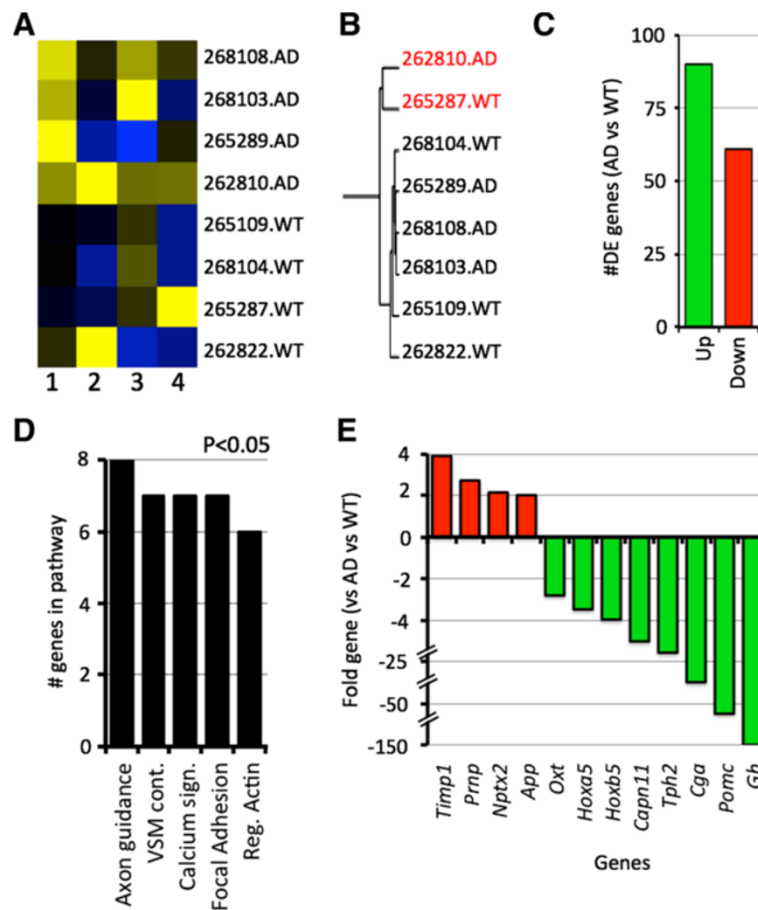 A
268108.AD
268103.AD
265289.AD
262810.AD
265109.WT
268104.WT
265287.WT
262822.WT
1 2 3 4
B
262810.AD
265287.WT
268104.WT
265289.AD
268108.AD
268103.AD
265109.WT
262822.WT
C
#DE genes (AD vs WT)
100
75
50
25
0
Up
Down
D
P<0.05
# genes in pathway
8
6
4
2
0
Axon guidance
VSM cont.
Calcium sign.
Focal Adhesion
Reg. Actin
E
Fold gene (vs AD vs WT)
4
2
0
-2
-4
-25
-50
-150
Timp1
Prnp
Nptx2
App
Oxt
Hoxa5
Hoxb5
Capn11
Tph2
Cga
Pomc
Genes